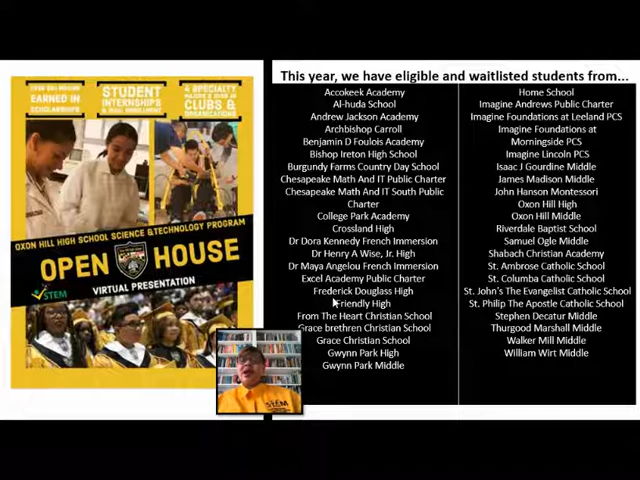 EARNED IN
SCHOLARSHIPS
STUDENT
INTERNSHIPS
& DUAL ENROLLMENT
4 SPECIALTY
CLUBS &
ORGANIZATIONS
OXON HILL HIGH SCHOOL SCIENCE & TECHNOLOGY PROGRAM
OPEN HOUSE
VIRTUAL PRESENTATION
STEM
STEM
This year, we have eligible and waitlisted students from...
Accokeek Academy
Al-huda School
Andrew Jackson Academy
Archbishop Carroll
Benjamin D Foulois Academy
Bishop Ireton High School
Burgundy Farms Country Day School
Chesapeake Math And IT Public Charter
Chesapeake Math And IT South Public
Charter
College Park Academy
Crossland High
Dr Dora Kennedy French Immersion
Dr Henry A Wise, Jr. High
Dr Maya Angelou French Immersion
Excel Academy Public Charter
Frederick Douglass High
Friendly High
From The Heart Christian School
Grace brethren Christian School
Grace Christian School
Gwynn Park High
Gwynn Park Middle
Home School
Imagine Andrews Public Charter
Imagine Foundations at Leeland PCS
Imagine Foundations at
Morningside PCS
Imagine Lincoln PCS
Isaac J Gourdine Middle
James Madison Middle
John Hanson Montessori
Oxon Hill High
Oxon Hill Middle
Riverdale Baptist School
Samuel Ogle Middle
Shabach Christian Academy
St. Ambrose Catholic School
St. Columba Catholic School
St. John's The Evangelist Catholic School
St. Philip The Apostle Catholic School
Stephen Decatur Middle
Thurgood Marshall Middle
Walker Mill Middle
William Wirt Middle